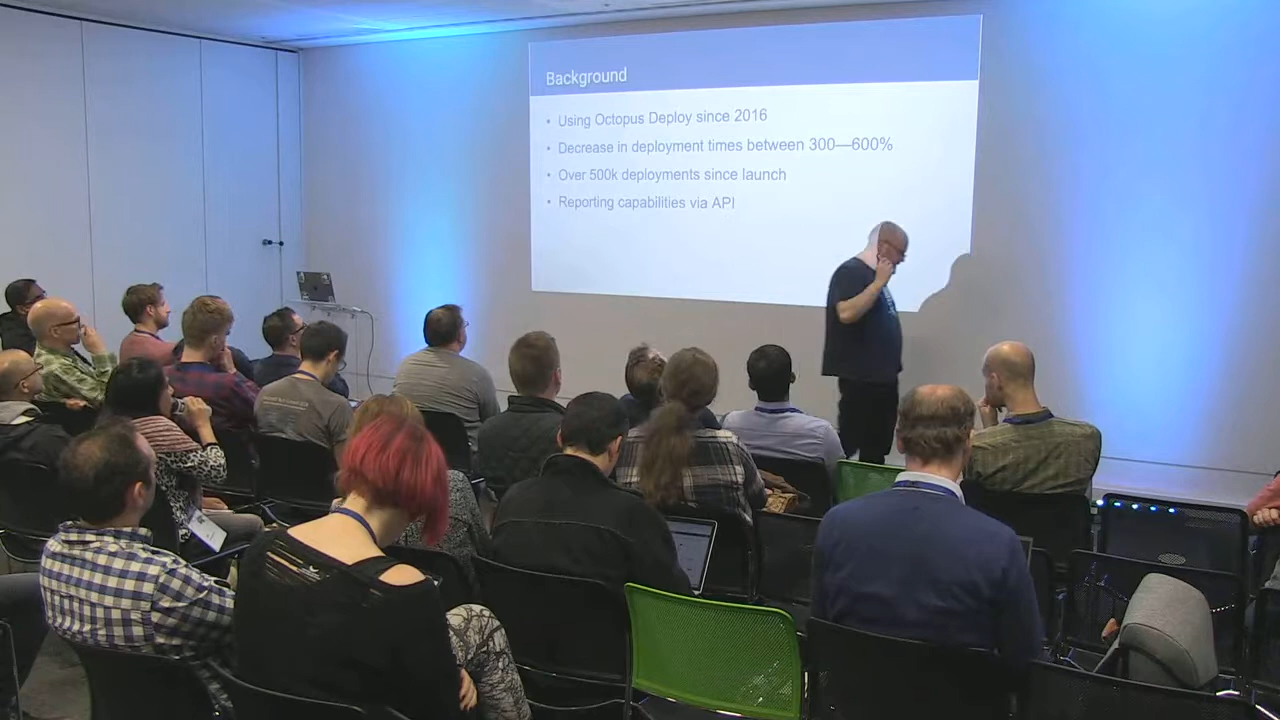 Background
• Using Octopus Deploy since 2016
• Decrease in deployment times between 300—600%
• Over 500k deployments since launch
• Reporting capabilities via API